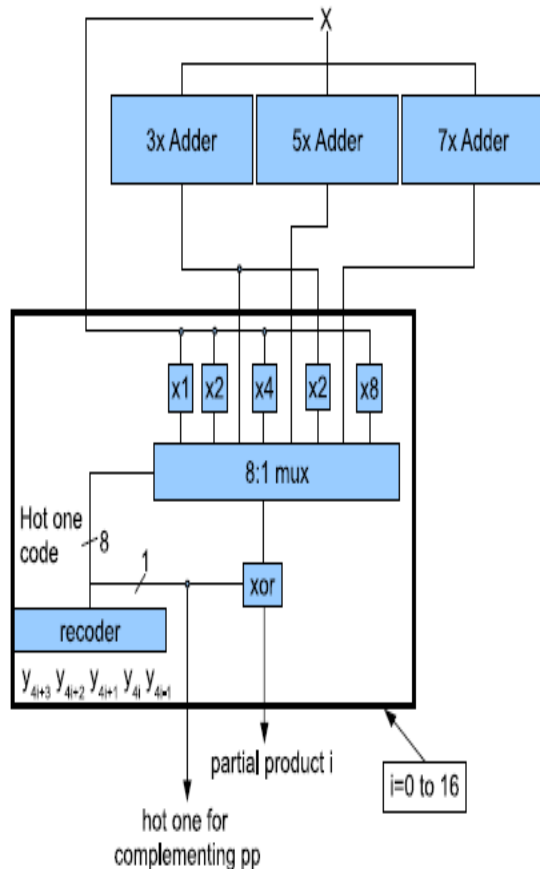 X
3x Adder
5x Adder
7x Adder
x1
x2
x4
x2
x8
8:1 mux
Hot one
code
8
1
xor
recoder
y4i+3 y4i+2 y4i+1 y4i y4i-1
partial product i
i=0 to 16
hot one for
complementing pp